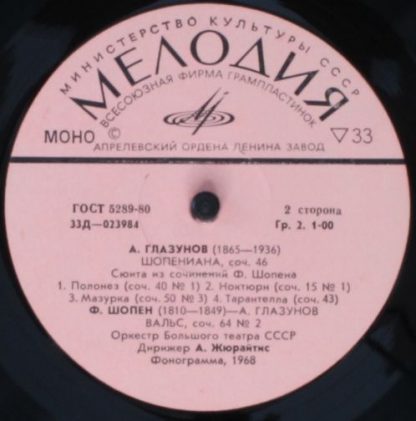 МИНИСТЕРСТВО КУЛЬТУРЫ СССР
МЕЛОДИЯ
ВСЕСОЮЗНАЯ ФИРМА ГРАМПЛАСТИНОК
МОНО © ▽33
АПРЕЛЕВСКИЙ ОРДЕНА ЛЕНИНА ЗАВОД
ГОСТ 5289-80 2 сторона
33Д—023984 Гр. 2. 1-00
А. ГЛАЗУНОВ (1865—1936)
ШОПЕНИАНА, соч. 46
Сюита из сочинений Ф. Шопена
1. Полонез (соч. 40 № 1) 2. Ноктюрн (соч. 15 № 1)
3. Мазурка (соч. 50 № 3) 4. Тарантелла (соч. 43)
Ф. ШОПЕН (1810—1849)—А. ГЛАЗУНОВ
ВАЛЬС, соч. 64 № 2
Оркестр Большого театра СССР
Дирижер А. Жюрайтис
Фонограмма, 1968